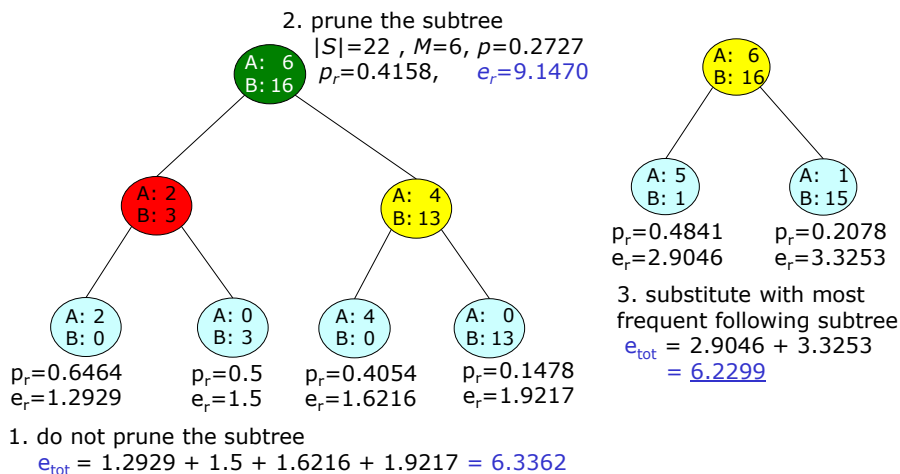 2. prune the subtree
|S|=22 , M=6, p=0.2727
pᵣ=0.4158, eᵣ=9.1470
A: 6
B: 16
A: 2
B: 3
A: 4
B: 13
A: 2
B: 0
A: 0
B: 3
A: 4
B: 0
A: 0
B: 13
pᵣ=0.6464
eᵣ=1.2929
pᵣ=0.5
eᵣ=1.5
pᵣ=0.4054
eᵣ=1.6216
pᵣ=0.1478
eᵣ=1.9217
1. do not prune the subtree
eₜₒₜ = 1.2929 + 1.5 + 1.6216 + 1.9217 = 6.3362
A: 6
B: 16
A: 5
B: 1
A: 1
B: 15
pᵣ=0.4841
eᵣ=2.9046
pᵣ=0.2078
eᵣ=3.3253
3. substitute with most
frequent following subtree
eₜₒₜ = 2.9046 + 3.3253
= 6.2299